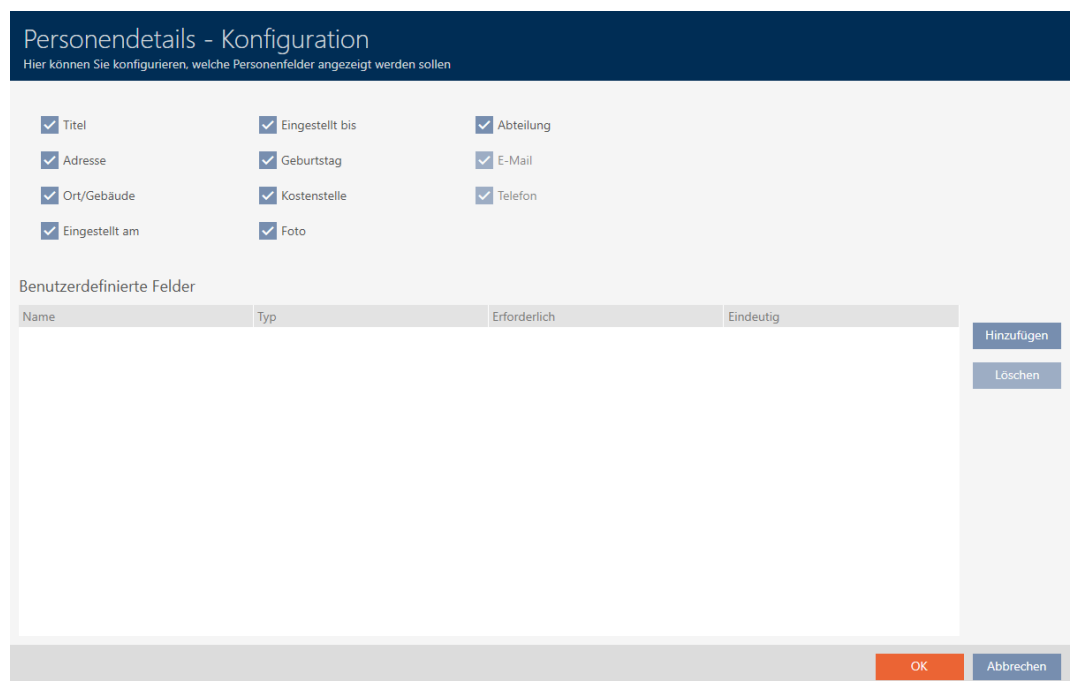 Personendetails - Konfiguration
Hier können Sie konfigurieren, welche Personenfelder angezeigt werden sollen
Titel Eingestellt bis Abteilung
Adresse Geburtstag E-Mail
Ort/Gebäude Kostenstelle Telefon
Eingestellt am Foto
Benutzerdefinierte Felder
Name Typ Erforderlich Eindeutig
Hinzufügen
Löschen
OK Abbrechen